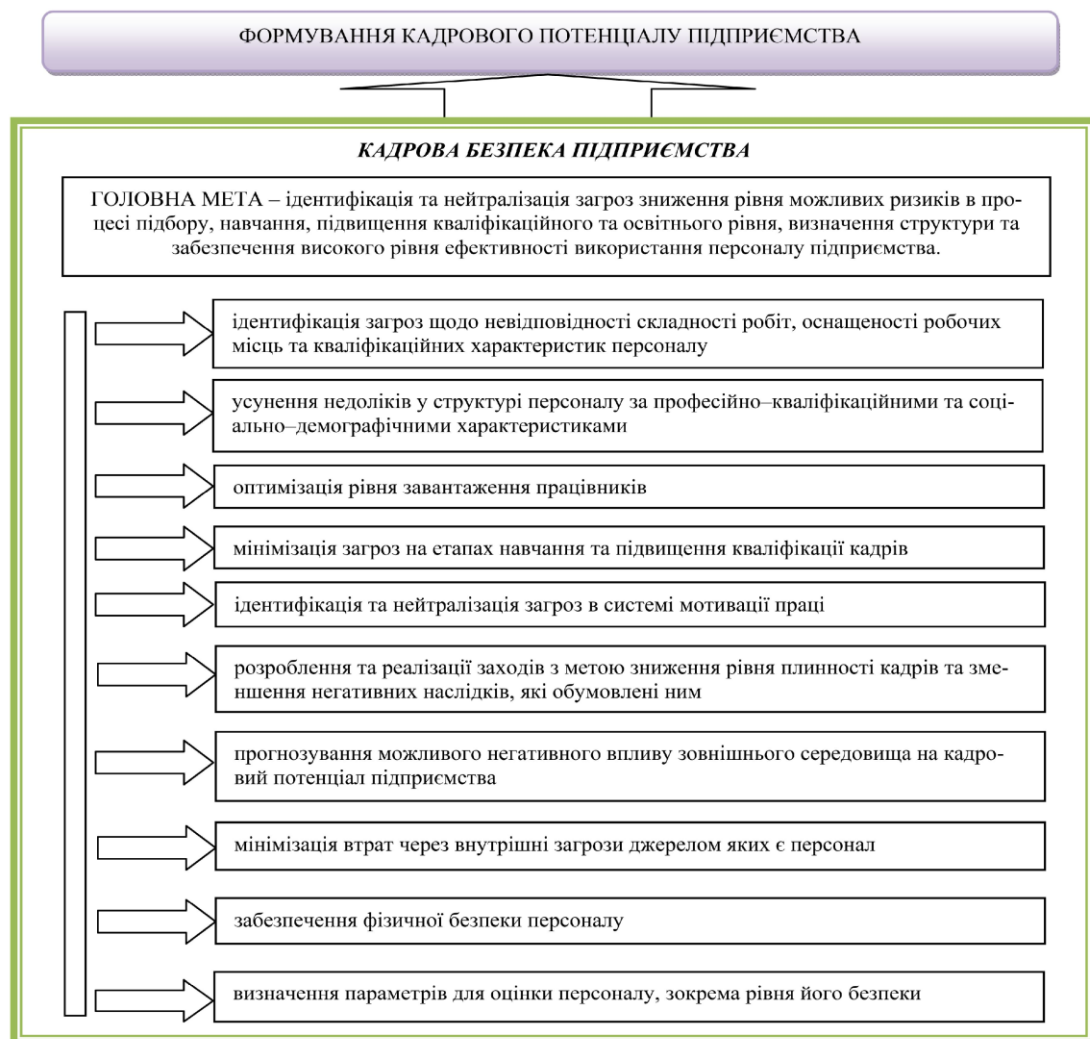 ФОРМУВАННЯ КАДРОВОГО ПОТЕНЦІАЛУ ПІДПРИЄМСТВА
КАДРОВА БЕЗПЕКА ПІДПРИЄМСТВА
ГОЛОВНА МЕТА – ідентифікація та нейтралізація загроз зниження рівня можливих ризиків в про-
цесі підбору, навчання, підвищення кваліфікаційного та освітнього рівня, визначення структури та
забезпечення високого рівня ефективності використання персоналу підприємства.
ідентифікація загроз щодо невідповідності складності робіт, оснащеності робочих
місць та кваліфікаційних характеристик персоналу
усунення недоліків у структурі персоналу за професійно–кваліфікаційними та соці-
ально–демографічними характеристиками
оптимізація рівня завантаження працівників
мінімізація загроз на етапах навчання та підвищення кваліфікації кадрів
ідентифікація та нейтралізація загроз в системі мотивації праці
розроблення та реалізації заходів з метою зниження рівня плинності кадрів та зме-
ншення негативних наслідків, які обумовлені ним
прогнозування можливого негативного впливу зовнішнього середовища на кадро-
вий потенціал підприємства
мінімізація втрат через внутрішні загрози джерелом яких є персонал
забезпечення фізичної безпеки персоналу
визначення параметрів для оцінки персоналу, зокрема рівня його безпеки